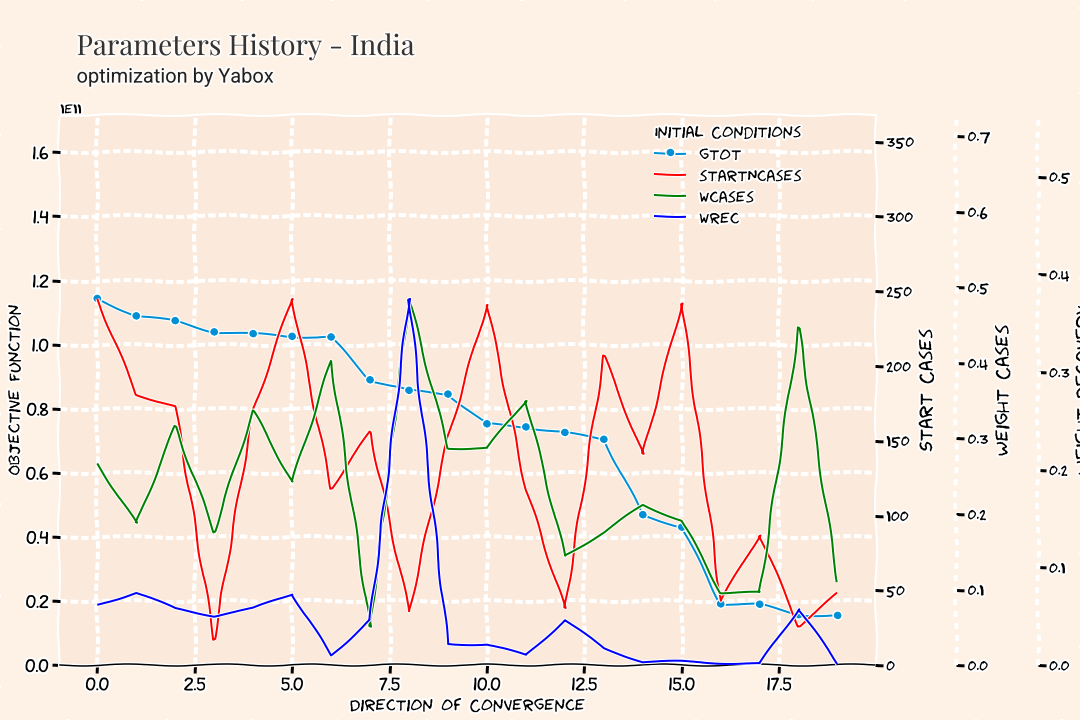 Parameters History - India
optimization by Yabox
1E11
INITIAL CONDITIONS
GTOT
STARTNCASES
WCASES
WREC
OBJECTIVE FUNCTION
1.6
1.4
1.2
1.0
0.8
0.6
0.4
0.2
0.0
0.0 2.5 5.0 7.5 10.0 12.5 15.0 17.5
DIRECTION OF CONVERGENCE
350
300
250
200
150
100
50
0
START CASES
0.7
0.6
0.5
0.4
0.3
0.2
0.1
0.0
WEIGHT CASES
0.5
0.4
0.3
0.2
0.1
0.0